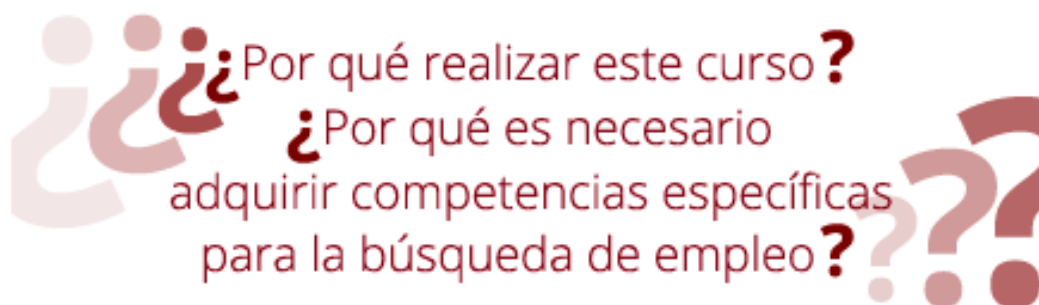 ¿Por qué realizar este curso?
¿Por qué es necesario
adquirir competencias específicas
para la búsqueda de empleo?